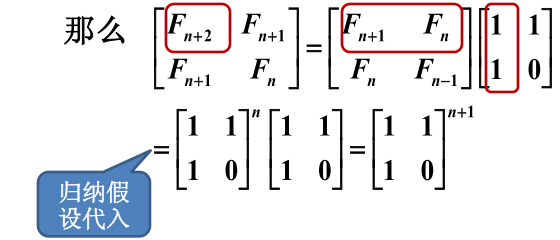 那么 [F_{n+2} F_{n+1}; F_{n+1} F_n] = [F_{n+1} F_n; F_n F_{n-1}] [1 1; 1 0]
= [1 1; 1 0]^n [1 1; 1 0] = [1 1; 1 0]^{n+1}
归纳假
设代入